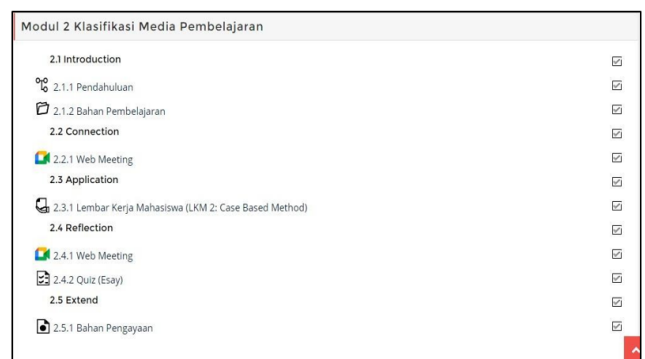 Modul 2 Klasifikasi Media Pembelajaran
2.1 Introduction
2.1.1 Pendahuluan
2.1.2 Bahan Pembelajaran
2.2 Connection
2.2.1 Web Meeting
2.3 Application
2.3.1 Lembar Kerja Mahasiswa (LKM 2: Case Based Method)
2.4 Reflection
2.4.1 Web Meeting
2.4.2 Quiz (Esay)
2.5 Extend
2.5.1 Bahan Pengayaan